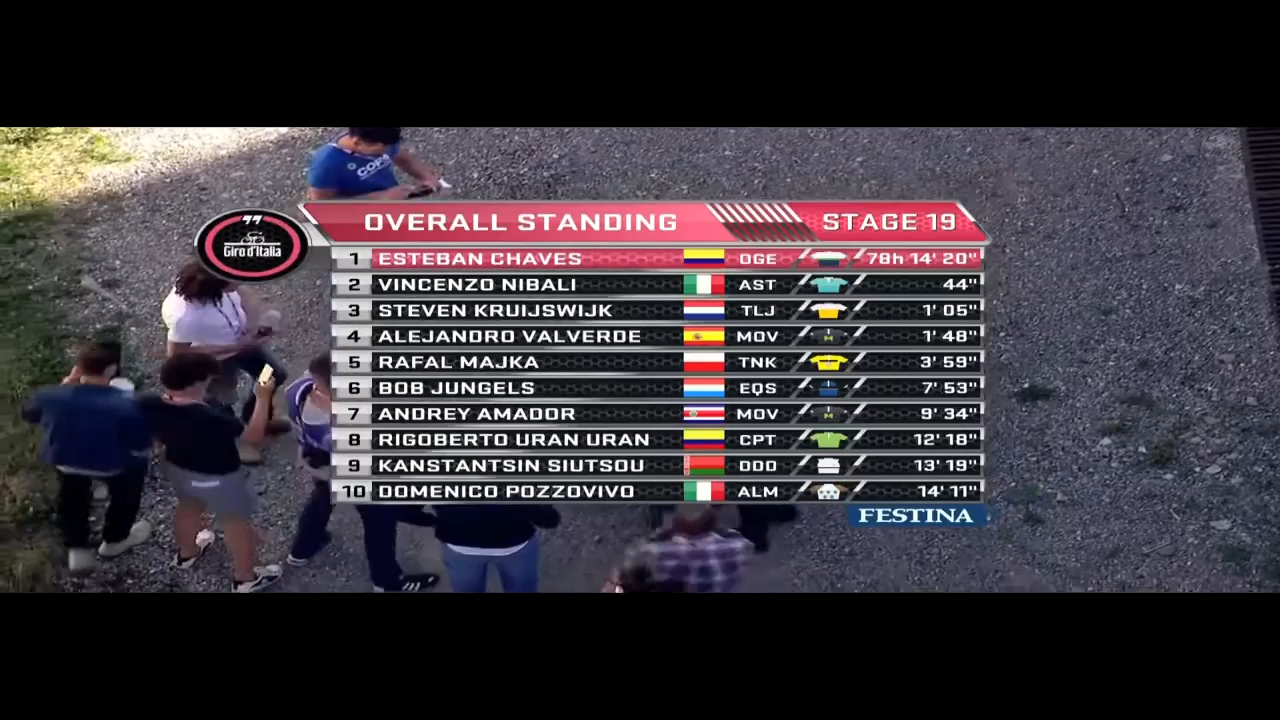 COPA
OVERALL STANDING STAGE 19
Giro d'Italia
1 ESTEBAN CHAVES OGE 78h 14' 20"
2 VINCENZO NIBALI AST 44"
3 STEVEN KRUIJSWIJK TLJ 1' 05"
4 ALEJANDRO VALVERDE MOV 1' 48"
5 RAFAL MAJKA TNK 3' 59"
6 BOB JUNGELS EQS 7' 53"
7 ANDREY AMADOR MOV 9' 34"
8 RIGOBERTO URAN URAN CPT 12' 18"
9 KANSTANTSIN SIUTSOU DDD 13' 19"
10 DOMENICO POZZOVIVO ALM 14' 11"
FESTINA